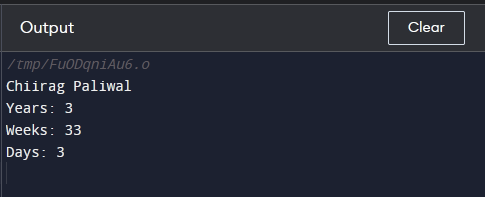 Output
Clear
/tmp/FuODqniAu6.o
Chiirag Paliwal
Years: 3
Weeks: 33
Days: 3